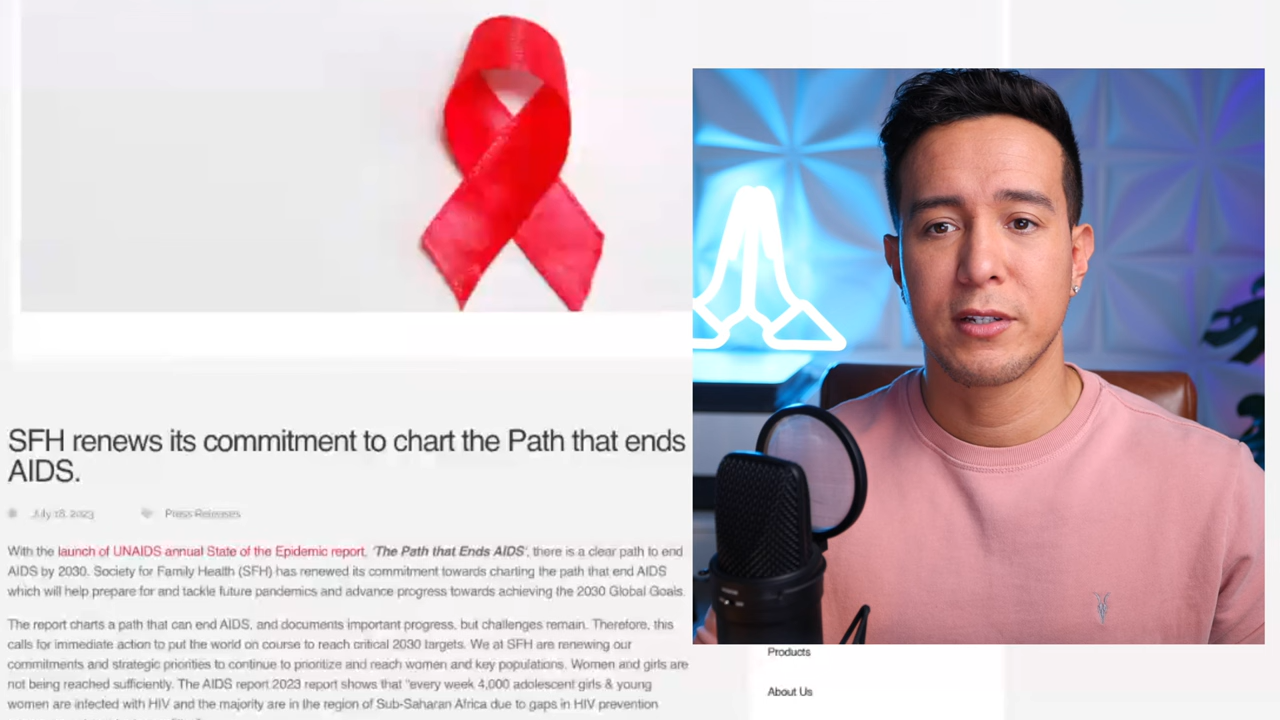 SFH renews its commitment to chart the Path that ends
AIDS.
July 18, 2023 Press Releases
With the launch of UNAIDS annual State of the Epidemic report, ‘The Path that Ends AIDS’, there is a clear path to end
AIDS by 2030. Society for Family Health (SFH) has renewed its commitment towards charting the path that end AIDS
which will help prepare for and tackle future pandemics and advance progress towards achieving the 2030 Global Goals.
The report charts a path that can end AIDS, and documents important progress, but challenges remain. Therefore, this
calls for immediate action to put the world on course to reach critical 2030 targets. We at SFH are renewing our
commitments and strategic priorities to continue to prioritize and reach women and key populations. Women and girls are
not being reached sufficiently. The AIDS report 2023 report shows that “every week 4,000 adolescent girls & young
women are infected with HIV and the majority are in the region of Sub-Saharan Africa due to gaps in HIV prevention
Products
About Us